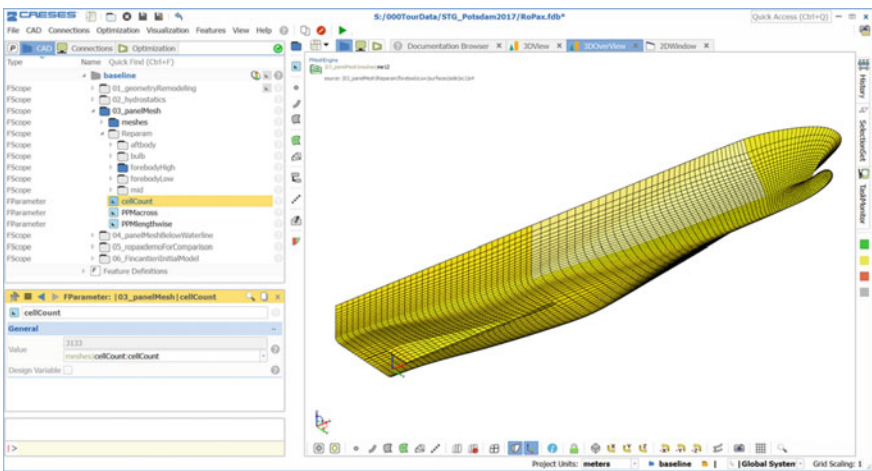 CAESES
S:/000TourData/STG_Potsdam2017/RoPax.fdb*
Quick Access (Ctrl+Q)
File CAD Connections Optimization Visualization Features View Help
CAD Connections Optimization
Documentation Browser 3DView 3DOverView 2DWindow
Type Name Quick Find (Ctrl+F)
baseline
FScope 01_geometryRemodeling
FScope 02_hydrostatics
FScope 03_panelMesh
FScope meshes
FScope Reparam
FScope aftbody
FScope bulb
FScope forebodyHigh
FScope forebodyLow
FScope mid
FParameter cellCount
FParameter PPMacross
FParameter PPMlengthwise
FScope 04_panelMeshBelowWaterline
FScope 05_ropaxdemoForComparison
FScope 06_FincantieriInitialModel
Feature Definitions
FParameter: |03_panelMesh|cellCount
cellCount
General
Value 3133
meshes|cellCount:cellCount
Design Variable
|>
FMeshEngine
History
SelectionSet
TaskMonitor
Project Units: meters baseline |Global System Grid Scaling: 1